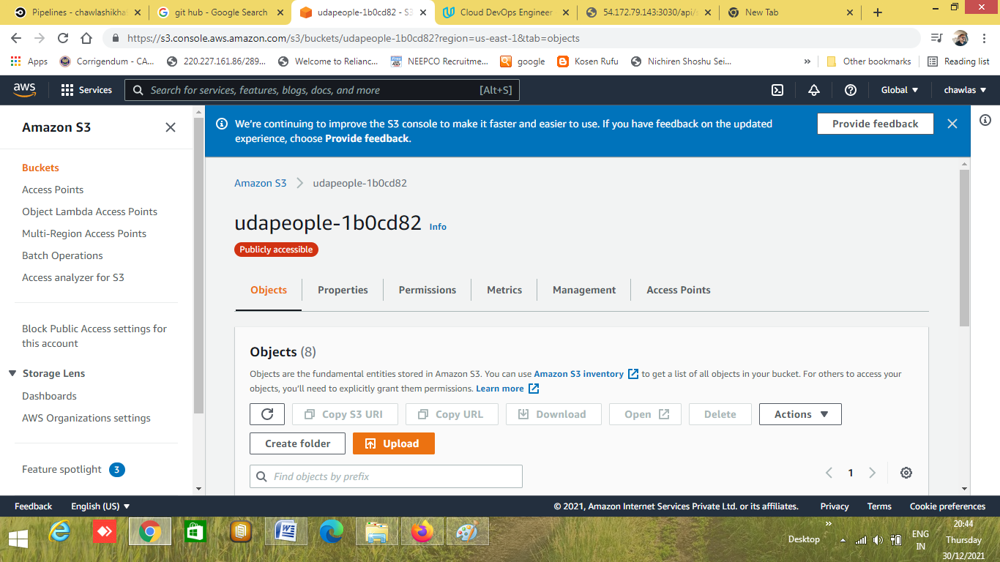 Pipelines - chawlashikha
git hub - Google Search
udapeople-1b0cd82 - S3
Cloud DevOps Engineer
54.172.79.143:3030/api/s
New Tab
https://s3.console.aws.amazon.com/s3/buckets/udapeople-1b0cd82?region=us-east-1&tab=objects
Apps
Corrigendum - CA...
220.227.161.86/289...
Welcome to Relianc...
NEEPCO Recruitme...
google
Kosen Rufu
Nichiren Shoshu Sei...
»
Other bookmarks
Reading list
aws
Services
Search for services, features, blogs, docs, and more
[Alt+S]
Global
chawlas
Amazon S3
Buckets
Access Points
Object Lambda Access Points
Multi-Region Access Points
Batch Operations
Access analyzer for S3
Block Public Access settings for
this account
Storage Lens
Dashboards
AWS Organizations settings
Feature spotlight 3
We're continuing to improve the S3 console to make it faster and easier to use. If you have feedback on the updated
experience, choose Provide feedback.
Provide feedback
Amazon S3 > udapeople-1b0cd82
udapeople-1b0cd82 Info
Publicly accessible
Objects
Properties
Permissions
Metrics
Management
Access Points
Objects (8)
Objects are the fundamental entities stored in Amazon S3. You can use Amazon S3 inventory to get a list of all objects in your bucket. For others to access your
objects, you'll need to explicitly grant them permissions. Learn more
Copy S3 URI
Copy URL
Download
Open
Delete
Actions
Create folder
Upload
Find objects by prefix
1
Feedback
English (US)
© 2021, Amazon Internet Services Private Ltd. or its affiliates.
Privacy
Terms
Cookie preferences
Desktop
»
ENG
IN
20:44
Thursday
30/12/2021